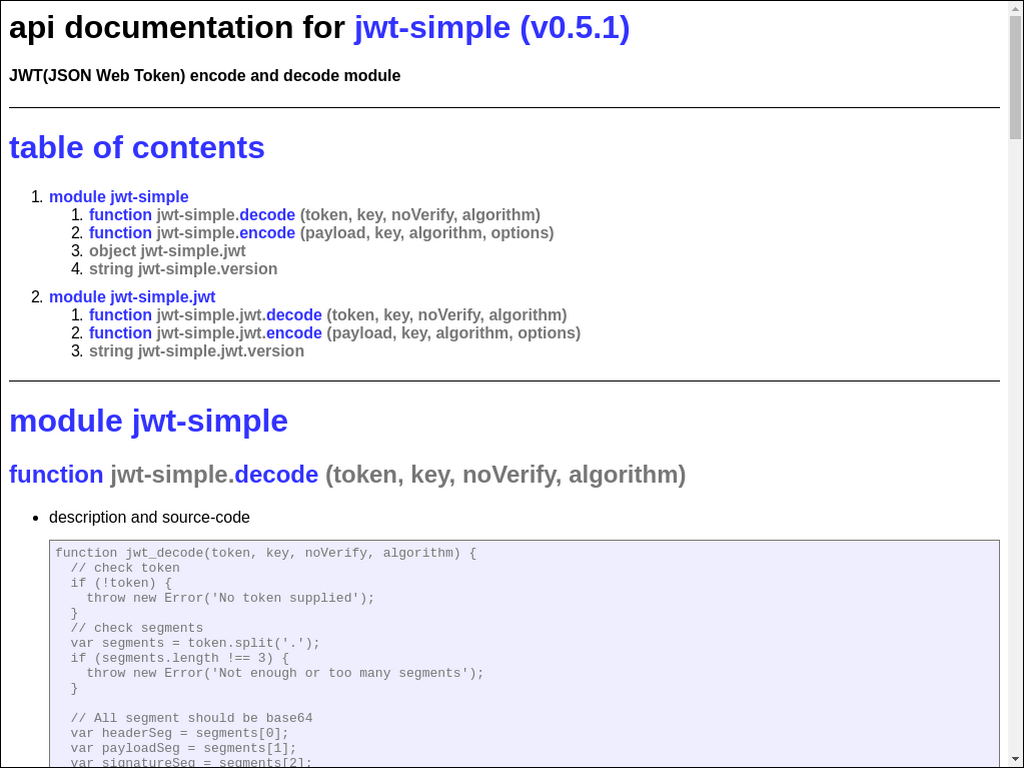 api documentation for jwt-simple (v0.5.1)
JWT(JSON Web Token) encode and decode module
table of contents
1. module jwt-simple
1. function jwt-simple.decode (token, key, noVerify, algorithm)
2. function jwt-simple.encode (payload, key, algorithm, options)
3. object jwt-simple.jwt
4. string jwt-simple.version
2. module jwt-simple.jwt
1. function jwt-simple.jwt.decode (token, key, noVerify, algorithm)
2. function jwt-simple.jwt.encode (payload, key, algorithm, options)
3. string jwt-simple.jwt.version
module jwt-simple
function jwt-simple.decode (token, key, noVerify, algorithm)
• description and source-code
function jwt_decode(token, key, noVerify, algorithm) {
  // check token
  if (!token) {
    throw new Error('No token supplied');
  }
  // check segments
  var segments = token.split('.');
  if (segments.length !== 3) {
    throw new Error('Not enough or too many segments');
  }
  // All segment should be base64
  var headerSeg = segments[0];
  var payloadSeg = segments[1];
  var signatureSeg = segments[2];